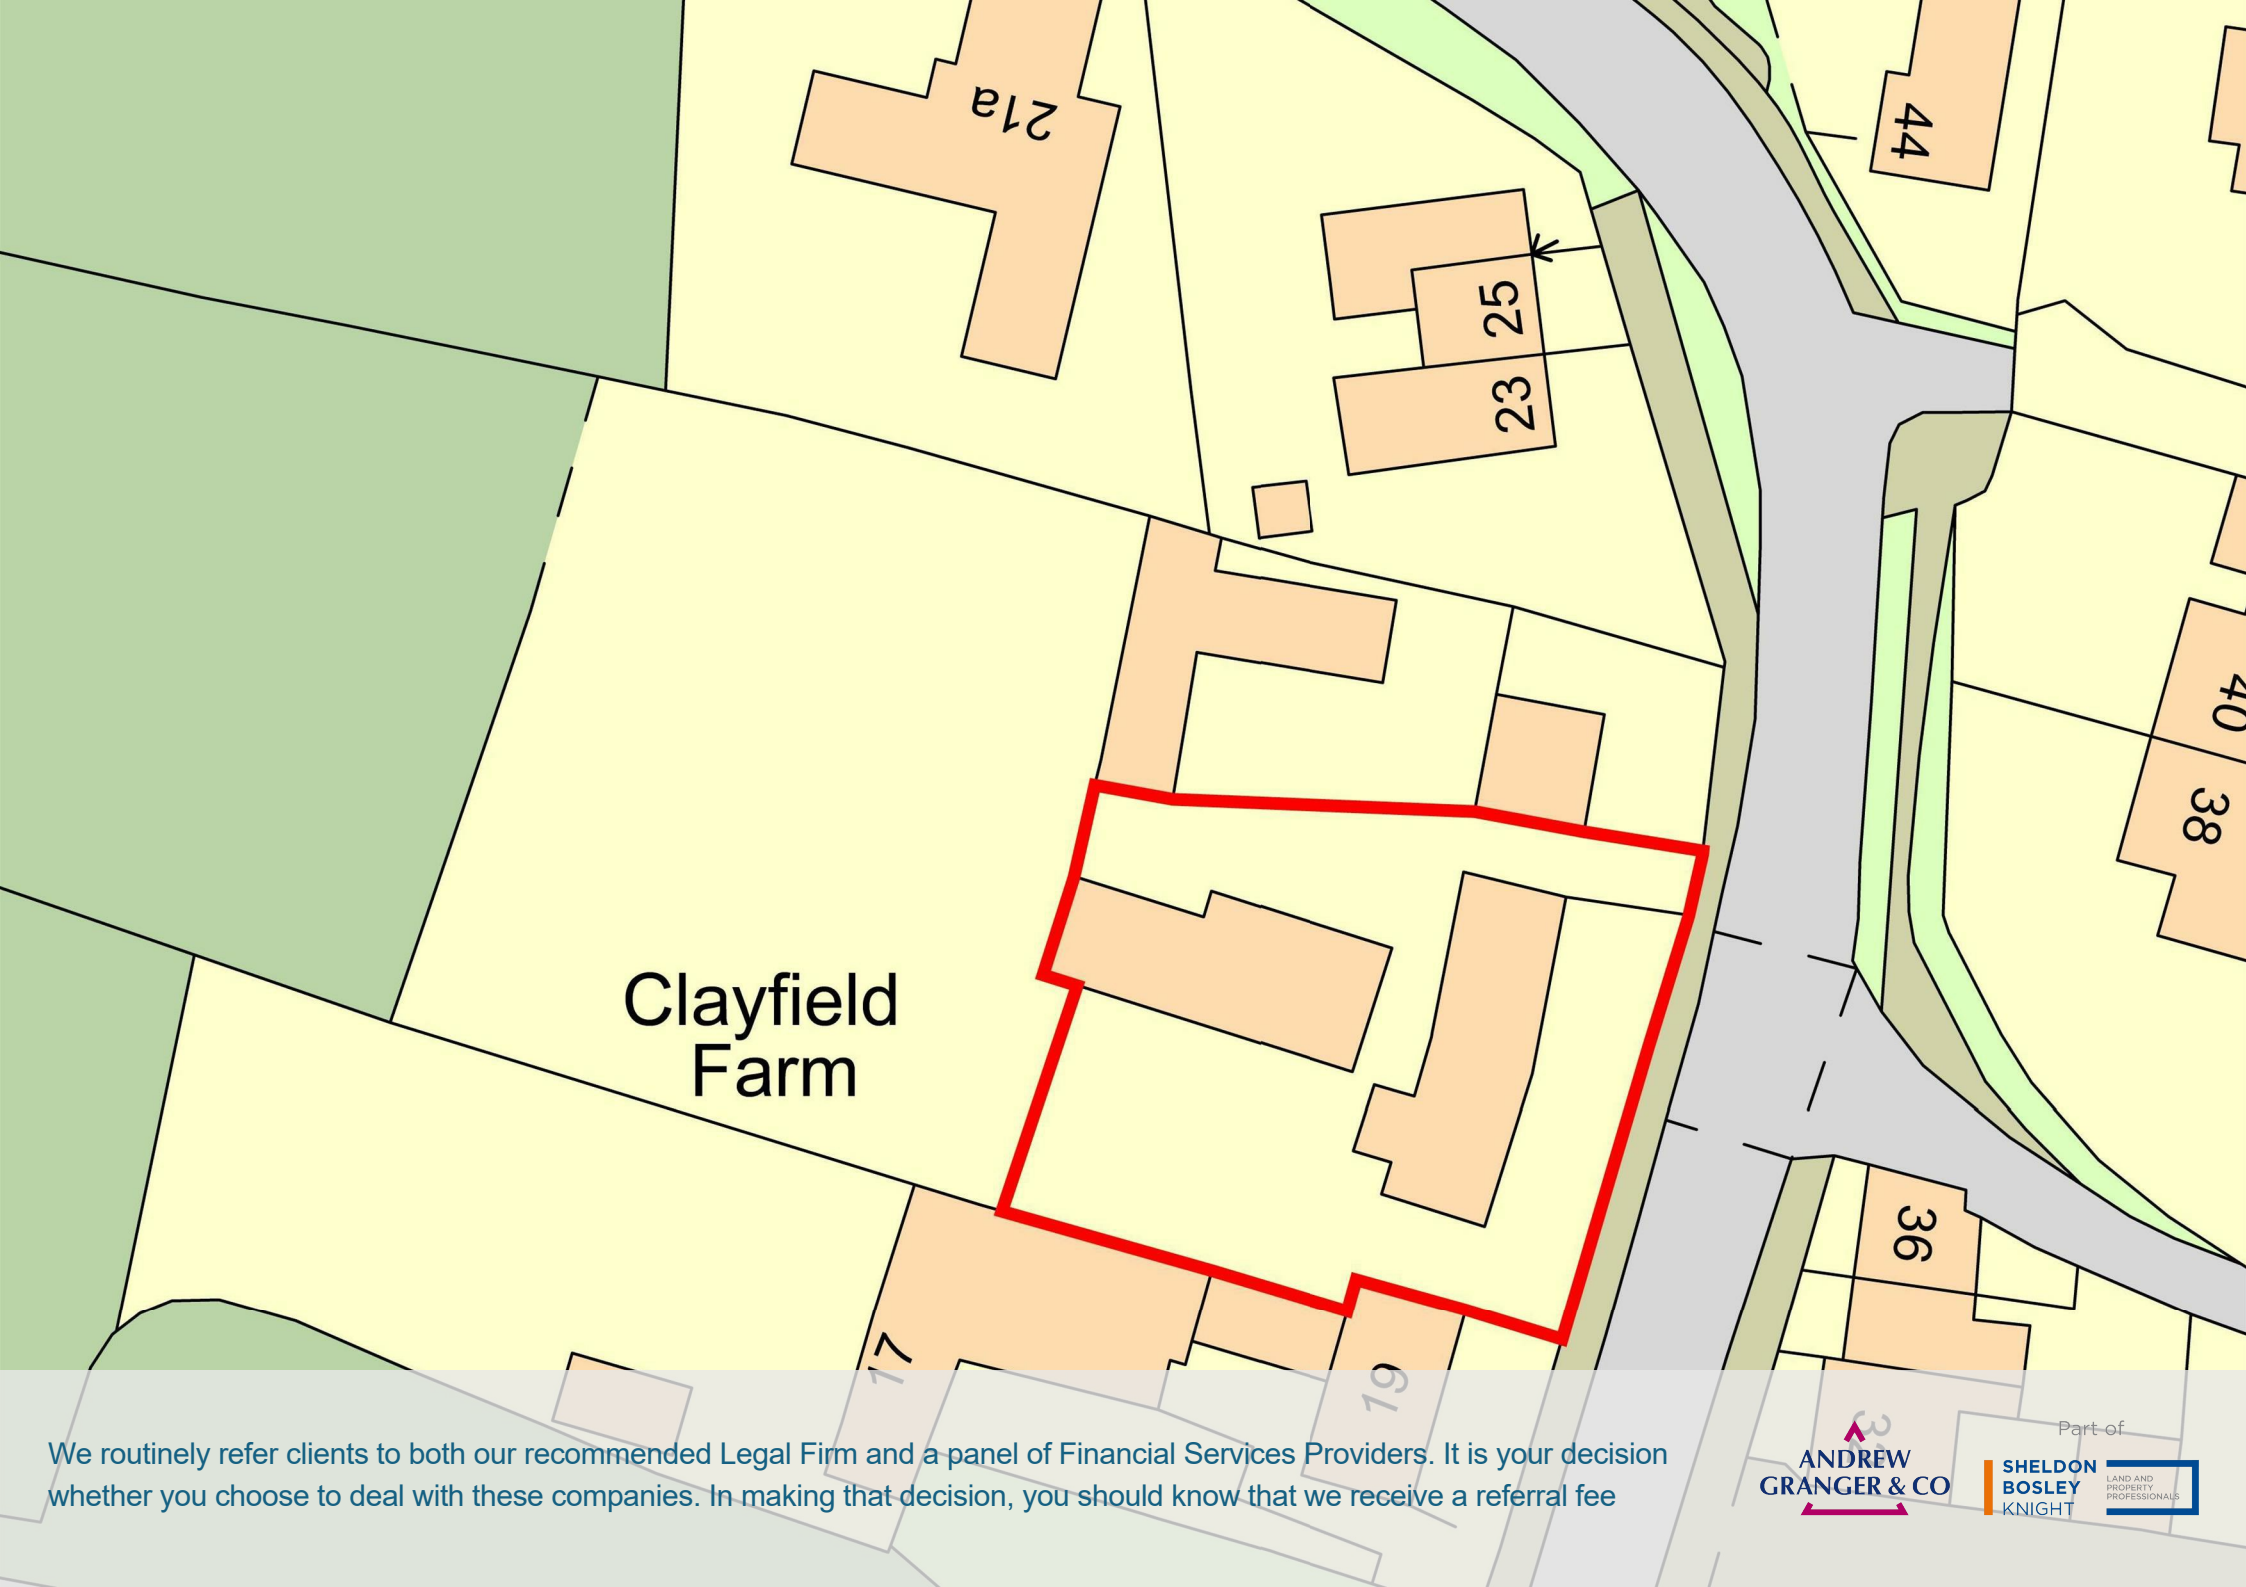 21a
44
25
23
40
38
Clayfield
Farm
36
17
19
32
We routinely refer clients to both our recommended Legal Firm and a panel of Financial Services Providers. It is your decision
whether you choose to deal with these companies. In making that decision, you should know that we receive a referral fee
ANDREW
GRANGER & CO
Part of
SHELDON
BOSLEY
KNIGHT
LAND AND
PROPERTY
PROFESSIONALS